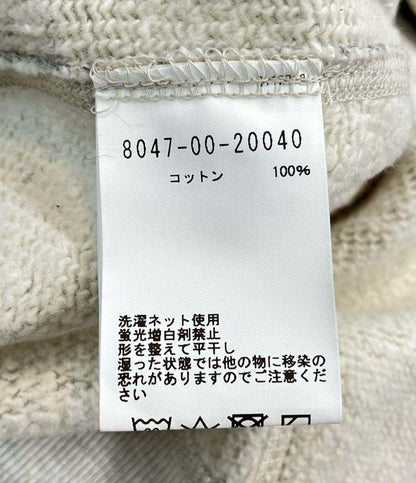 8047-00-20040
コットン 100%
洗濯ネット使用
蛍光増白剤禁止
形を整えて平干し
湿った状態では他の物に移染の
恐れがありますのでご注意くだ
さい